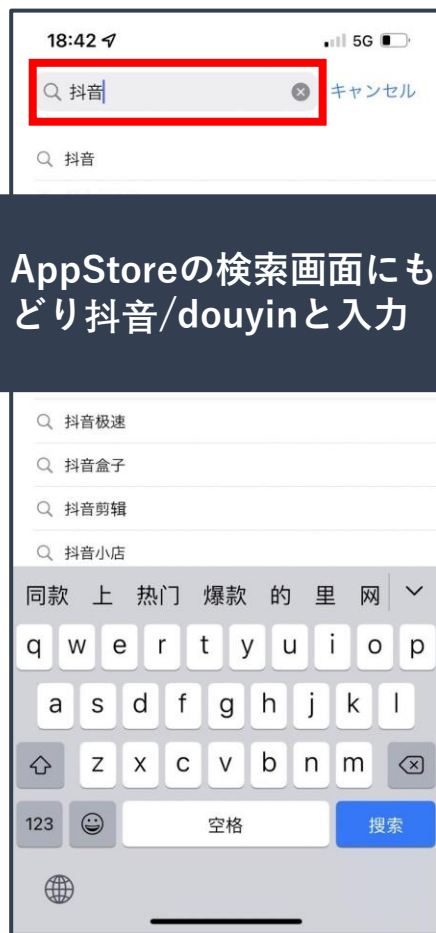 18:42
5G
抖音
キャンセル
抖音
AppStoreの検索画面にも
どり抖音/douyinと入力
抖音极速
抖音盒子
抖音剪辑
抖音小店
同款 上 热门 爆款 的 里 网
q w e r t y u i o p
a s d f g h j k l
z x c v b n m
123 空格 搜索